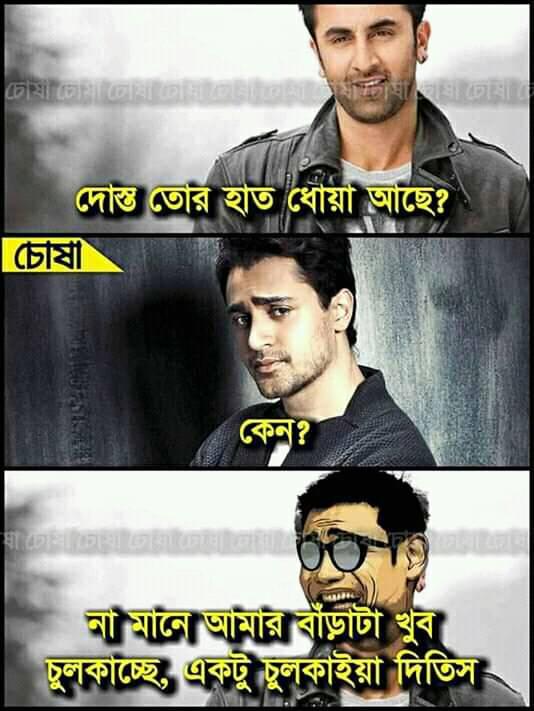 চোষা চোষা চোষা চোষা চোষা চোষা চোষা চোষা
দোস্ত তোর হাত ধোয়া আছে?
চোষা
কেন?
চোষা চোষা চোষা চোষা চোষা চোষা চোষা
না মানে আমার বাঁড়াটা খুব
চুলকাচ্ছে, একটু চুলকাইয়া দিতিস